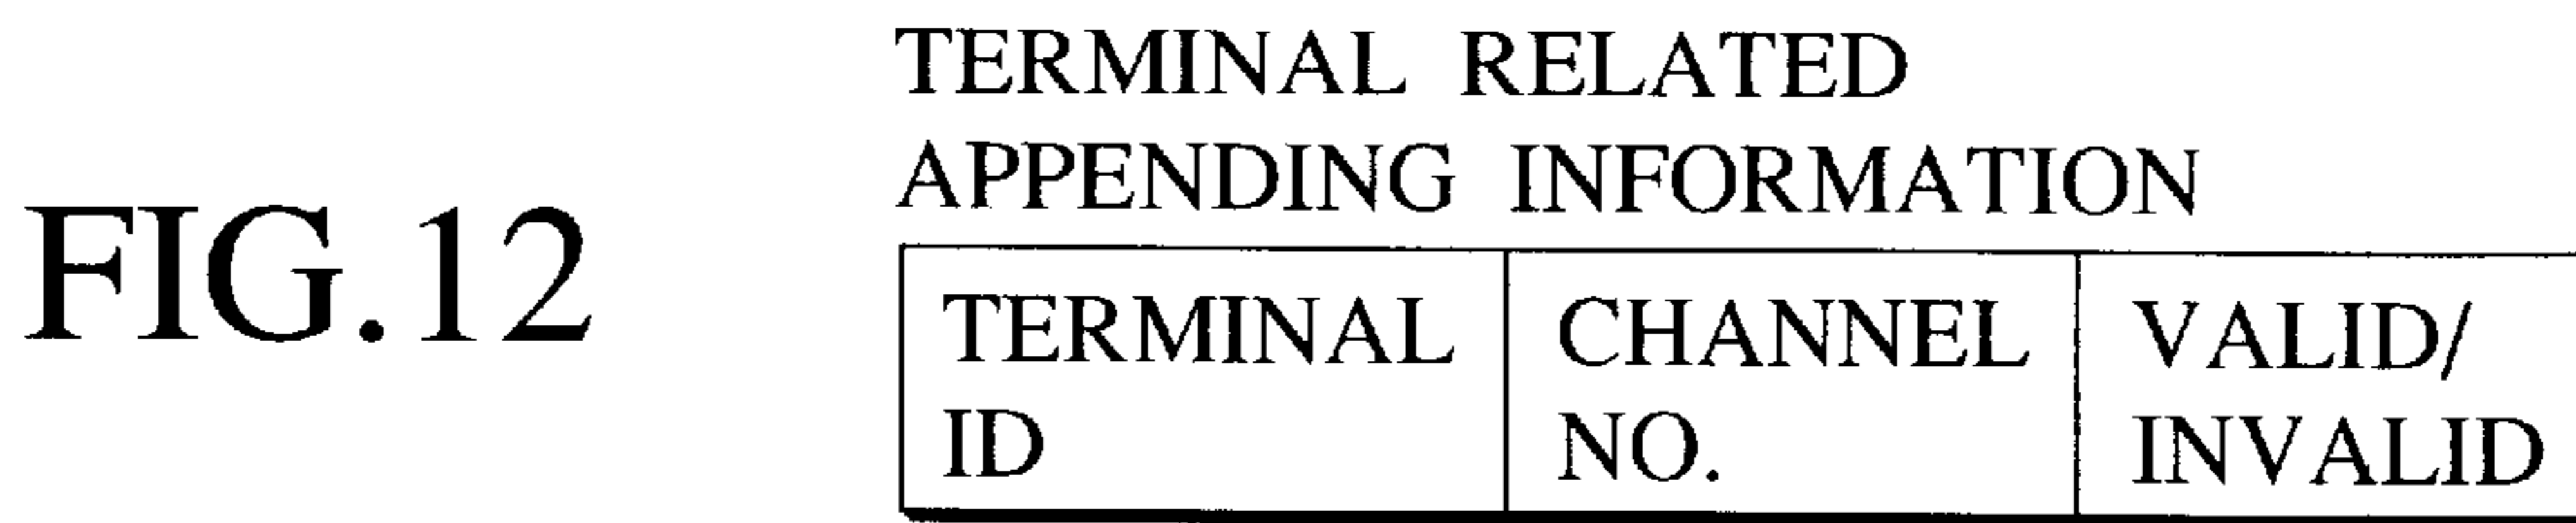 TERMINAL RELATED
APPENDING INFORMATION
FIG.12
TERMINAL
ID
CHANNEL
NO.
VALID/
INVALID